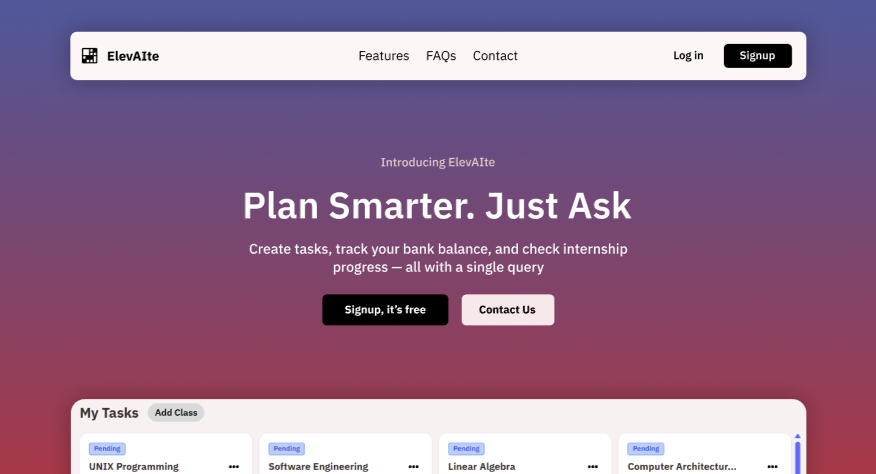 ElevAIte
Features FAQs Contact
Log in
Signup
Introducing ElevAIte
Plan Smarter. Just Ask
Create tasks, track your bank balance, and check internship
progress — all with a single query
Signup, it's free
Contact Us
My Tasks
Add Class
Pending
UNIX Programming
Pending
Software Engineering
Pending
Linear Algebra
Pending
Computer Architectur...